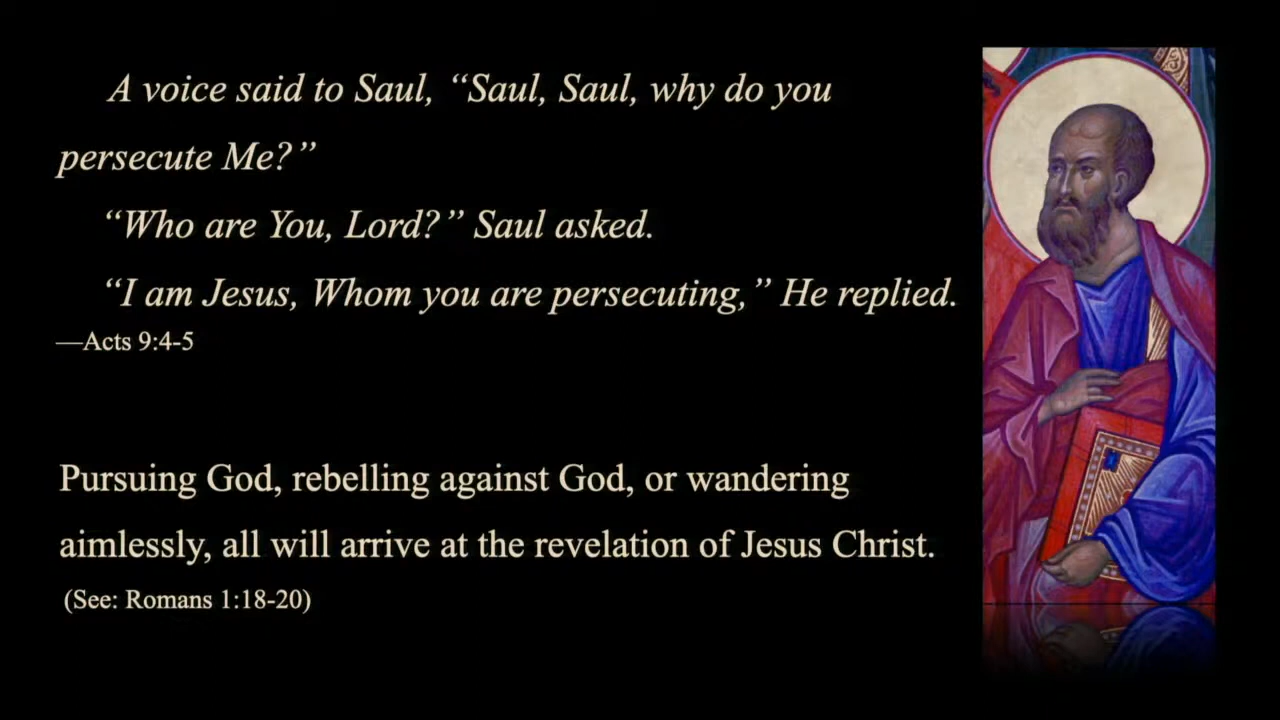 A voice said to Saul, “Saul, Saul, why do you
persecute Me?”
“Who are You, Lord?” Saul asked.
“I am Jesus, Whom you are persecuting,” He replied.
—Acts 9:4-5
Pursuing God, rebelling against God, or wandering
aimlessly, all will arrive at the revelation of Jesus Christ.
(See: Romans 1:18-20)